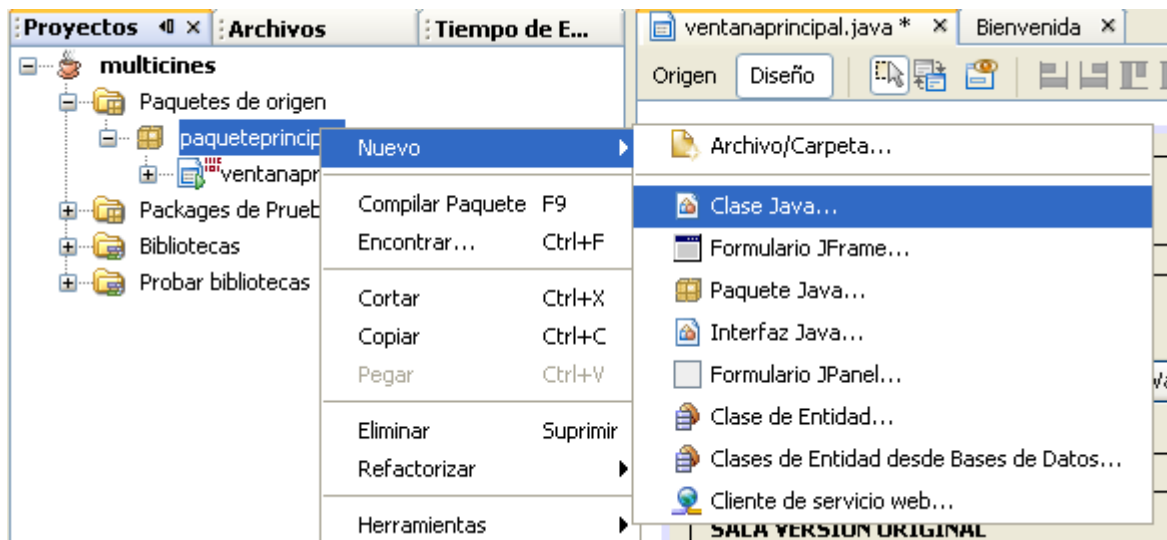 Proyectos
Archivos
Tiempo de E...
ventanaprincipal.java *
Bienvenida
multicines
Origen
Diseño
Paquetes de origen
paqueteprincip
ventanapr
Packages de Prueb
Bibliotecas
Probar bibliotecas
Nuevo
Compilar Paquete F9
Encontrar... Ctrl+F
Cortar Ctrl+X
Copiar Ctrl+C
Pegar Ctrl+V
Eliminar Suprimir
Refactorizar
Herramientas
Archivo/Carpeta...
Clase Java...
Formulario JFrame...
Paquete Java...
Interfaz Java...
Formulario JPanel...
Clase de Entidad...
Clases de Entidad desde Bases de Datos...
Cliente de servicio web...
SALA VERSION ORIGINAL